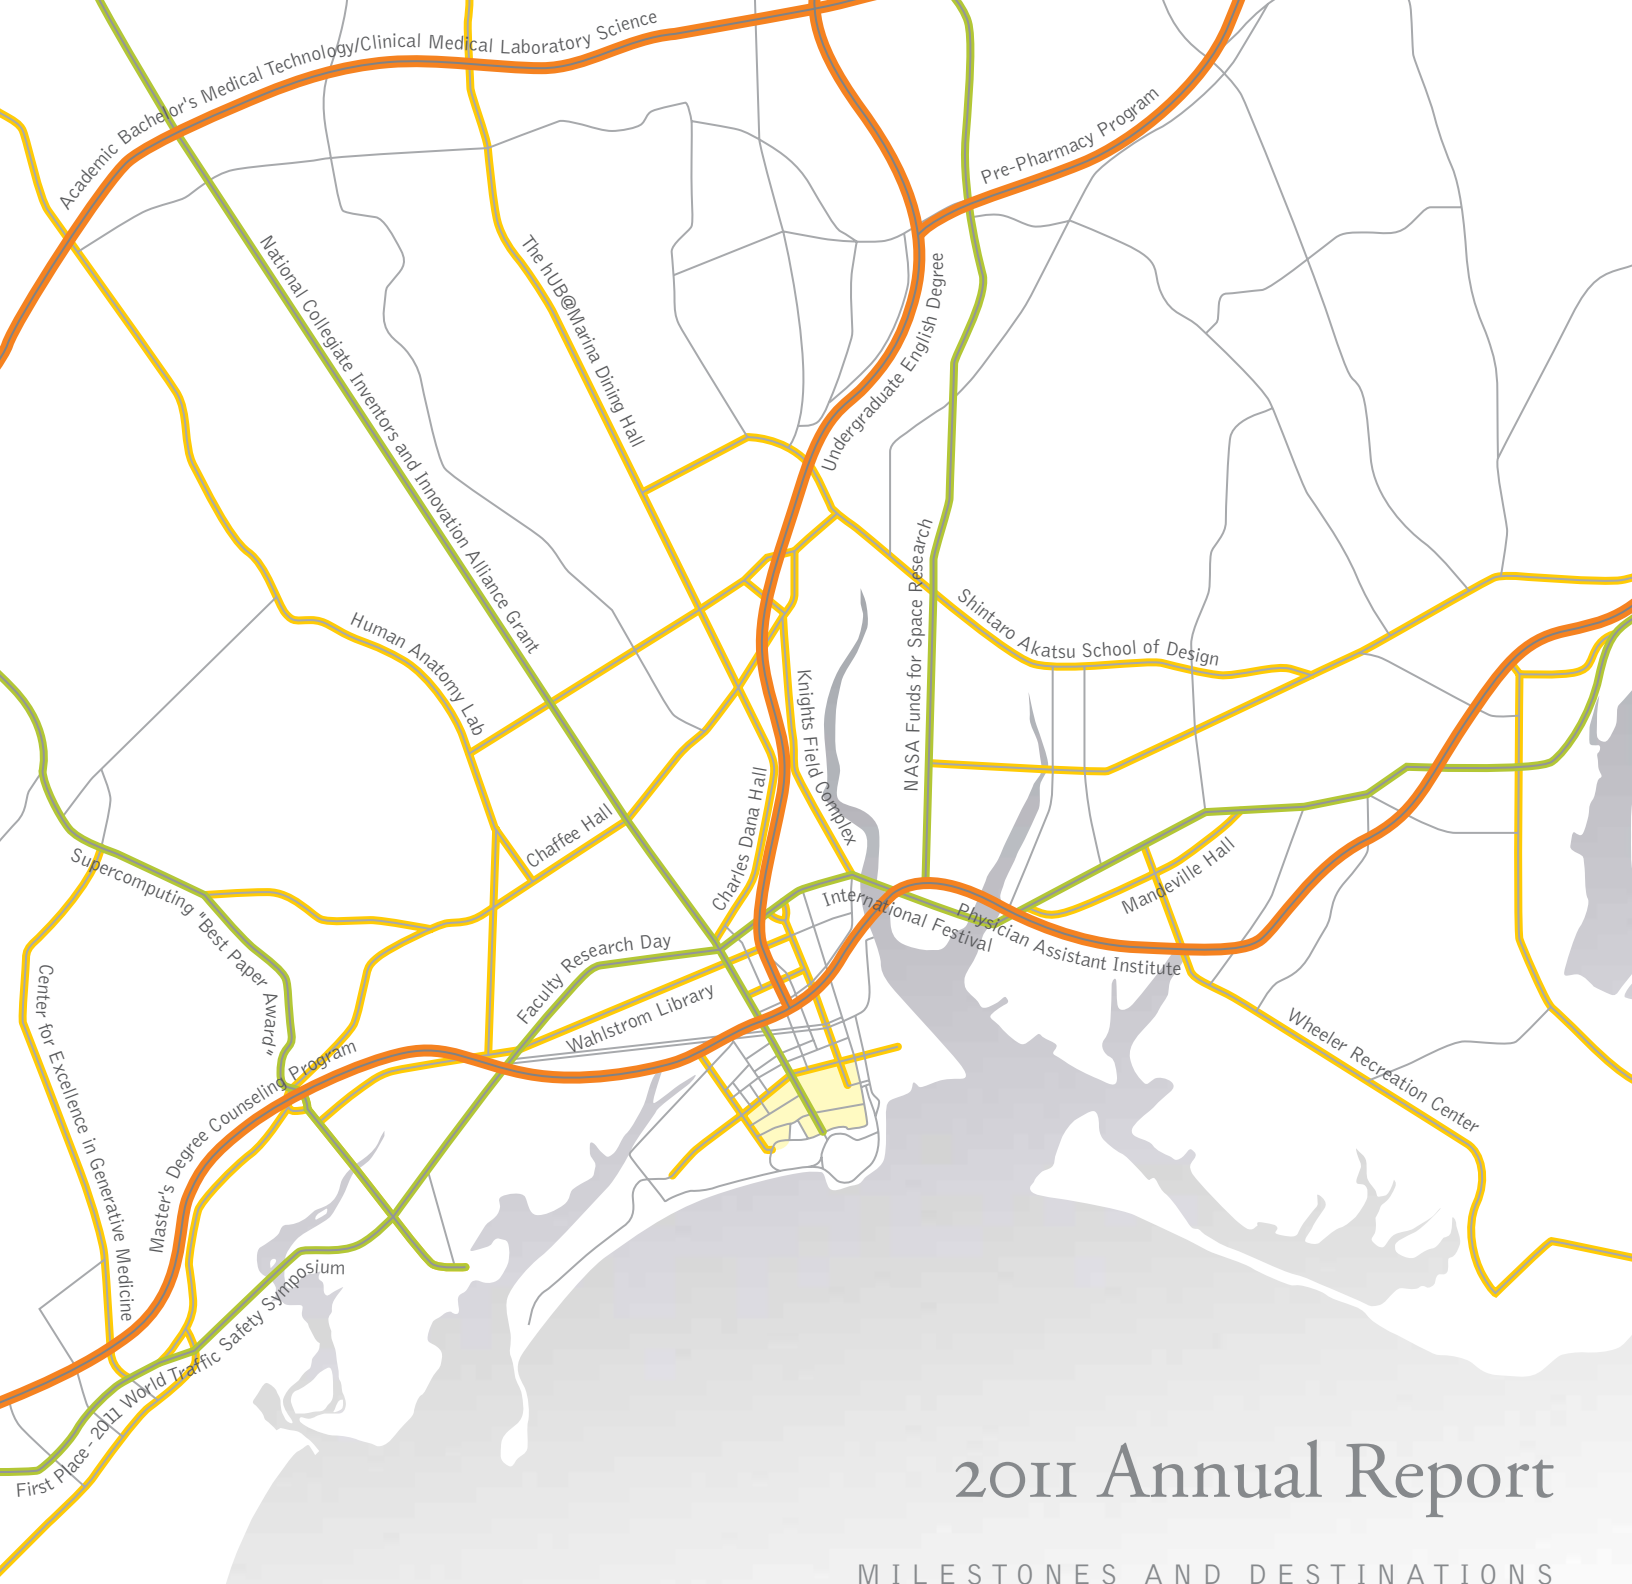 Academic Bachelor's Medical Technology/Clinical Medical Laboratory Science
Pre-Pharmacy Program
National Collegiate Inventors and Innovation Alliance Grant
The hUB@Marina Dining Hall
Undergraduate English Degree
NASA Funds for Space Research
Shintaro Akatsu School of Design
Human Anatomy Lab
Knights Field Complex
Charles Dana Hall
Chaffee Hall
Mandeville Hall
Supercomputing "Best Paper Award"
International Festival
Physician Assistant Institute
Faculty Research Day
Wahlstrom Library
Center for Excellence in Generative Medicine
Wheeler Recreation Center
Master's Degree Counseling Program
First Place - 2011 World Traffic Safety Symposium
2011 Annual Report
MILESTONES AND DESTINATIONS